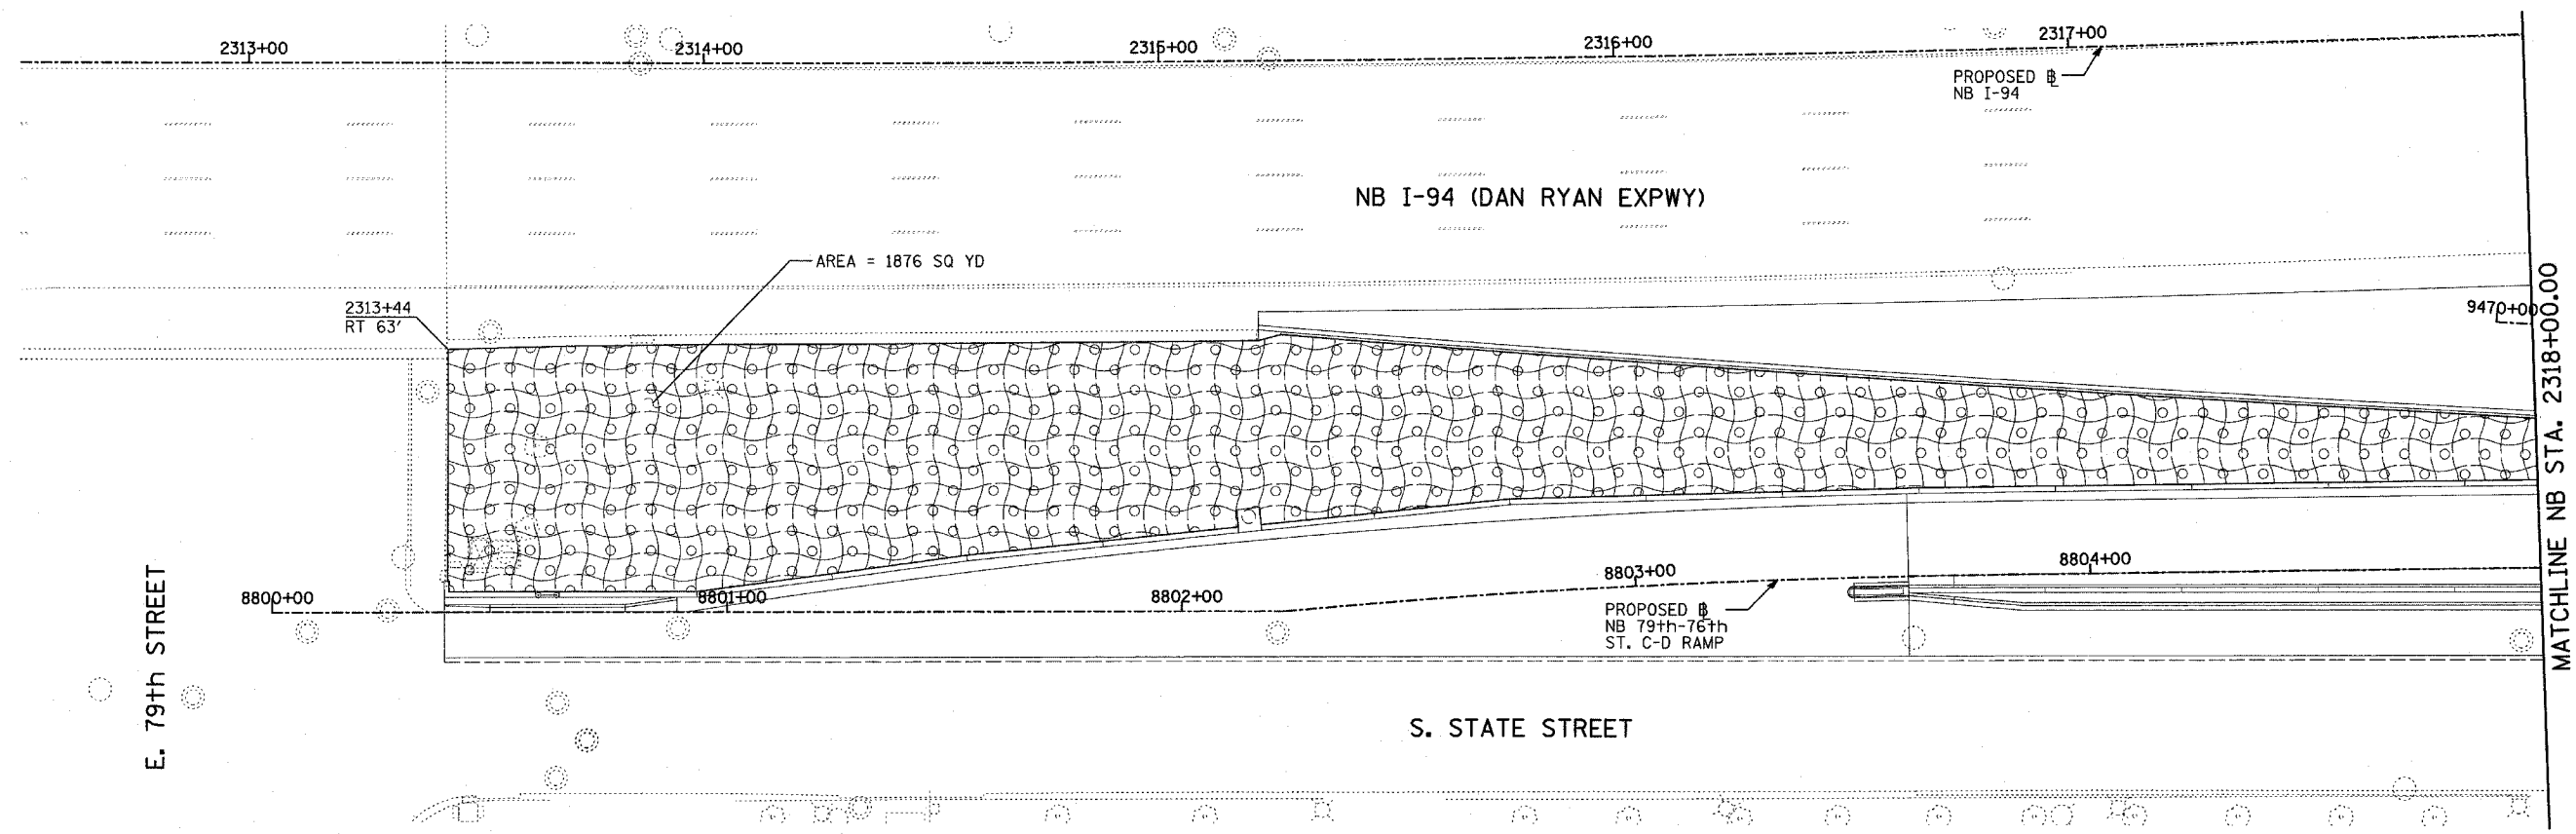 2313+00
2314+00
2315+00
2316+00
2317+00
PROPOSED ⅊
NB I-94
NB I-94 (DAN RYAN EXPWY)
AREA = 1876 SQ YD
2313+44
RT 63'
9470+00
MATCHLINE NB STA. 2318+00.00
8800+00
8801+00
8802+00
8803+00
8804+00
PROPOSED ⅊
NB 79th-76th
ST. C-D RAMP
E. 79th STREET
S. STATE STREET